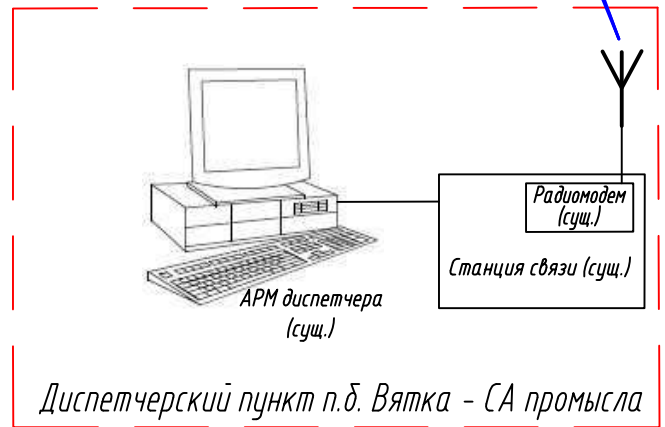 Радиомодем
(сущ.)
Станция связи (сущ.)
АРМ диспетчера
(сущ.)
Диспетчерский пункт п.б. Вятка - СА промысла